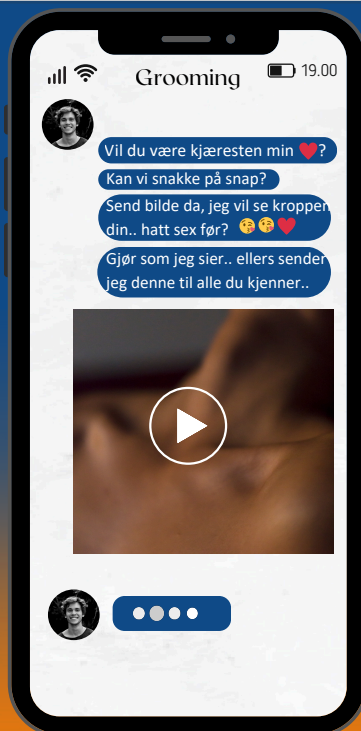 Grooming
19.00
Vil du være kjæresten min ❤️?
Kan vi snakke på snap?
Send bilde da, jeg vil se kroppen
din.. hatt sex før? 😘😘❤️
Gjør som jeg sier.. ellers sender
jeg denne til alle du kjenner..